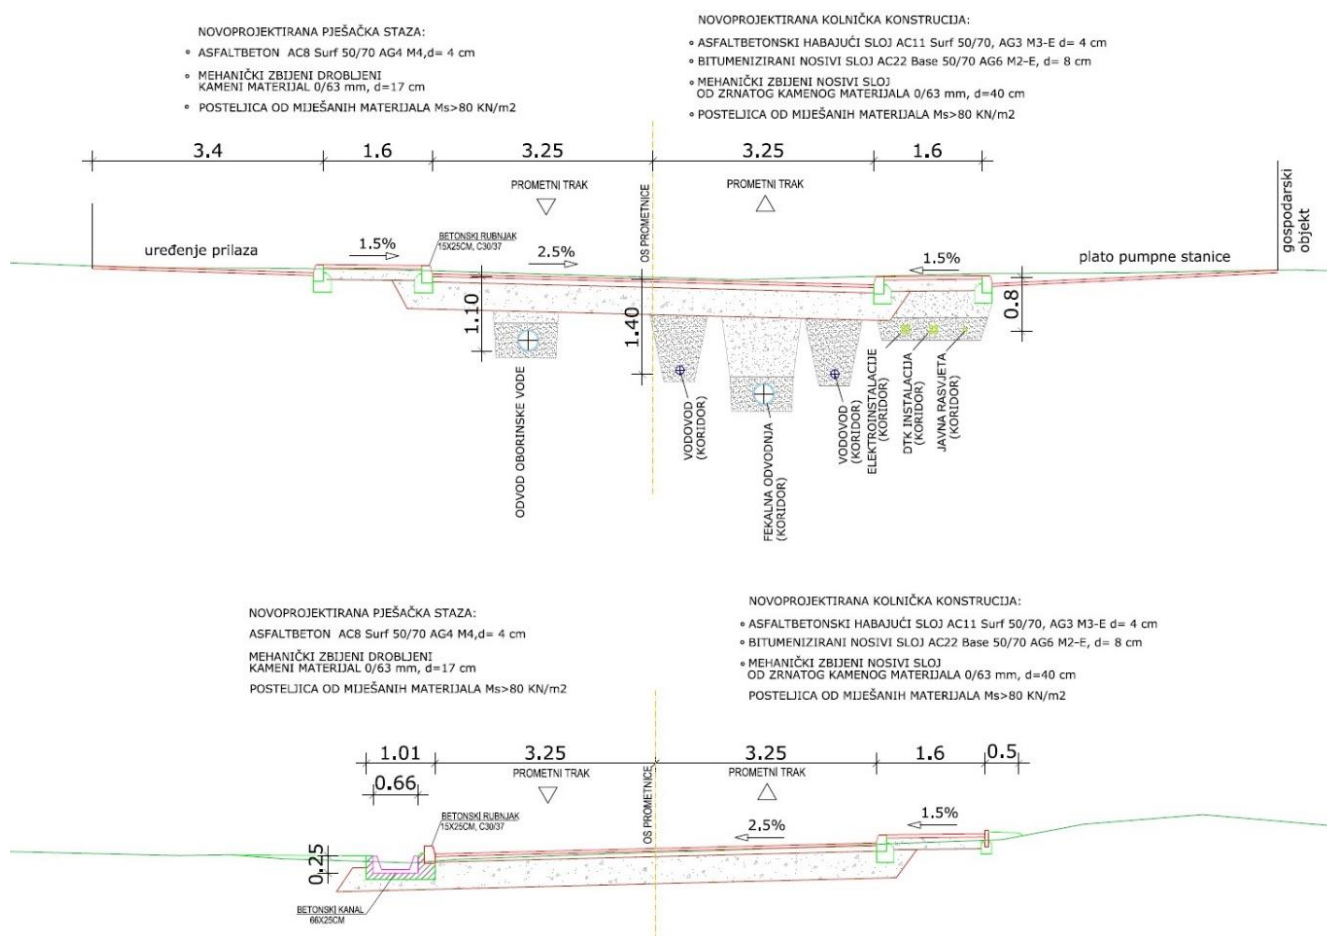 NOVOPROJEKTIRANA PJEŠAČKA STAZA:
ASFALTBETON AC8 Surf 50/70 AG4 M4,d= 4 cm
MEHANIČKI ZBIJENI DROBLJENI
KAMENI MATERIJAL 0/63 mm, d=17 cm
POSTELJICA OD MIJEŠANIH MATERIJALA Ms>80 KN/m2
NOVOPROJEKTIRANA KOLNIČKA KONSTRUCIJA:
ASFALTBETONSKI HABAJUĆI SLOJ AC11 Surf 50/70, AG3 M3-E d= 4 cm
BITUMENIZIRANI NOSIVI SLOJ AC22 Base 50/70 AG6 M2-E, d= 8 cm
MEHANIČKI ZBIJENI NOSIVI SLOJ
OD ZRNATOG KAMENOG MATERIJALA 0/63 mm, d=40 cm
POSTELJICA OD MIJEŠANIH MATERIJALA Ms>80 KN/m2
3.4
1.6
3.25
3.25
1.6
PROMETNI TRAK
OS PROMETNICE
PROMETNI TRAK
gospodarski
objekt
uređenje prilaza
1.5%
BETONSKI RUBNJAK
15X25CM, C30/37
2.5%
1.5%
plato pumpne stanice
1.10
1.40
0.8
ODVOD OBORINSKE VODE
VODOVOD
(KORIDOR)
FEKALNA ODVODNJA
(KORIDOR)
VODOVOD
(KORIDOR)
ELEKTROINSTALACIJE
(KORIDOR)
DTK INSTALACIJA
(KORIDOR)
JAVNA RASVJETA
(KORIDOR)
NOVOPROJEKTIRANA PJEŠAČKA STAZA:
ASFALTBETON AC8 Surf 50/70 AG4 M4,d= 4 cm
MEHANIČKI ZBIJENI DROBLJENI
KAMENI MATERIJAL 0/63 mm, d=17 cm
POSTELJICA OD MIJEŠANIH MATERIJALA Ms>80 KN/m2
NOVOPROJEKTIRANA KOLNIČKA KONSTRUCIJA:
ASFALTBETONSKI HABAJUĆI SLOJ AC11 Surf 50/70, AG3 M3-E d= 4 cm
BITUMENIZIRANI NOSIVI SLOJ AC22 Base 50/70 AG6 M2-E, d= 8 cm
MEHANIČKI ZBIJENI NOSIVI SLOJ
OD ZRNATOG KAMENOG MATERIJALA 0/63 mm, d=40 cm
POSTELJICA OD MIJEŠANIH MATERIJALA Ms>80 KN/m2
1.01
3.25
3.25
1.6
0.5
0.66
PROMETNI TRAK
OS PROMETNICE
PROMETNI TRAK
BETONSKI RUBNJAK
15X25CM, C30/37
2.5%
1.5%
0.25
BETONSKI KANAL
66X25CM